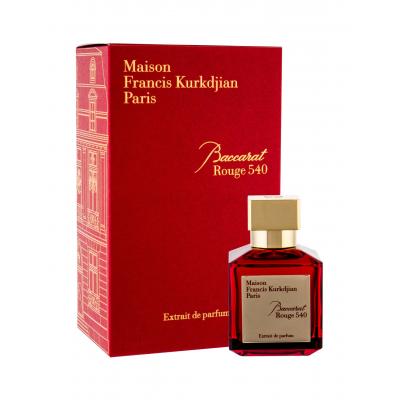 Maison
Francis Kurkdjian
Paris
Baccarat
Rouge 540
Extrait de parfum
Maison
Francis Kurkdjian
Paris
Baccarat
Rouge 540
Extrait de parfum